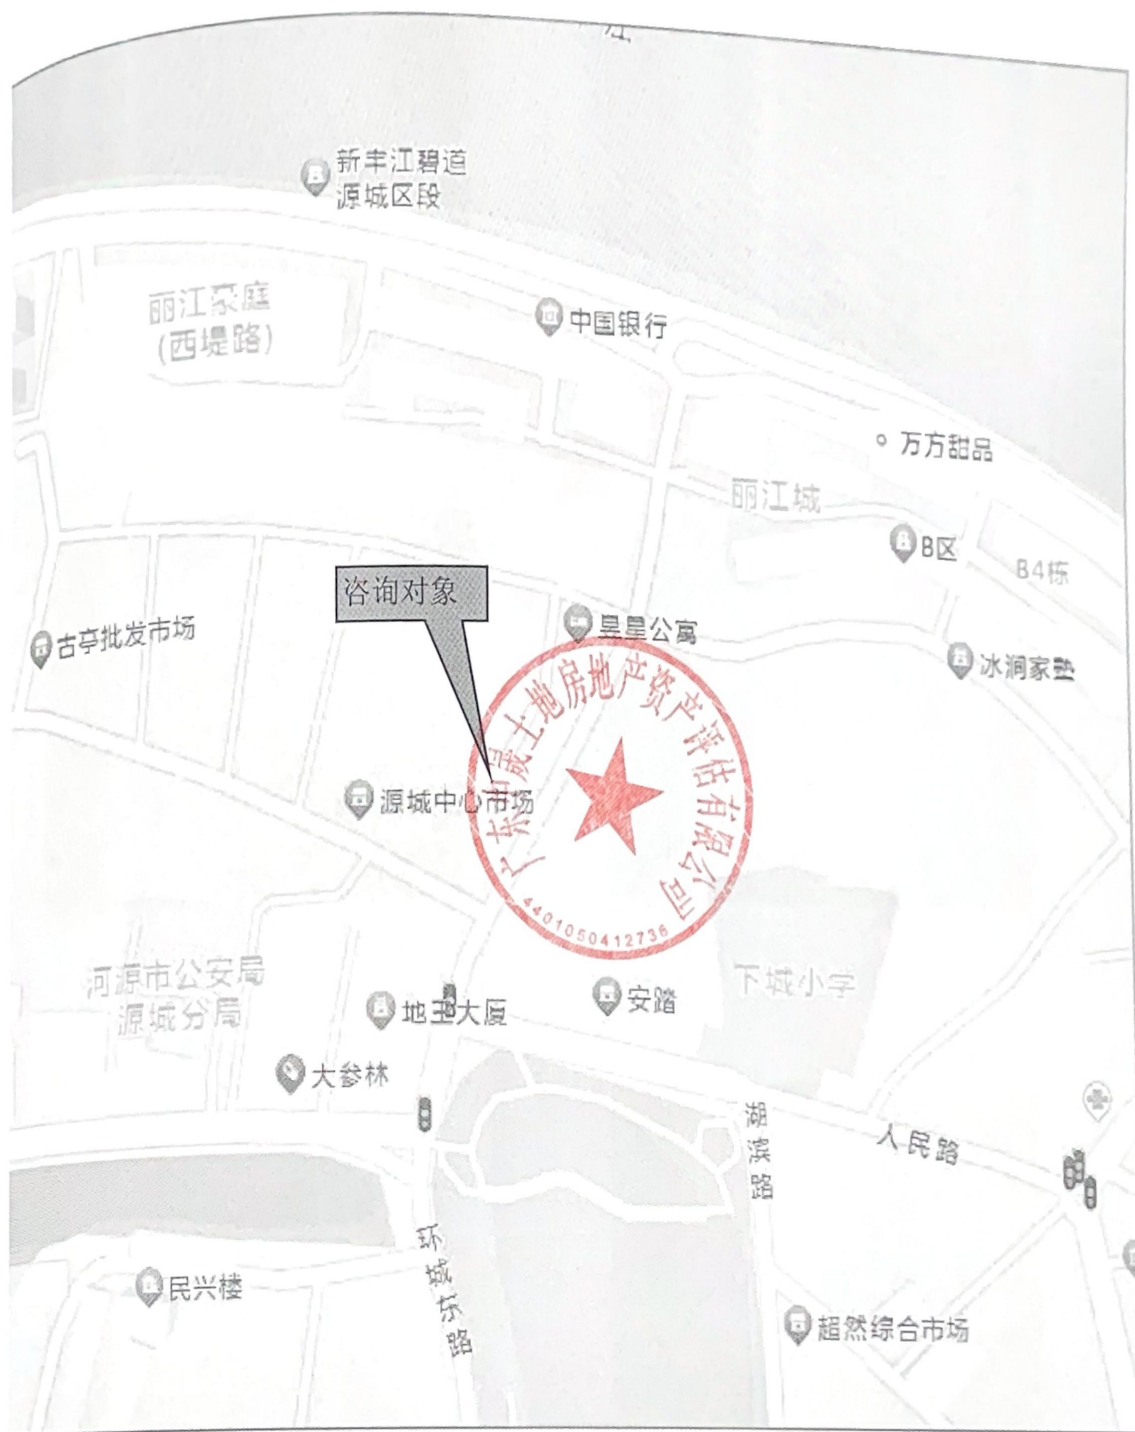 江
新丰江碧道
源城区段
丽江豪庭
(西堤路)
中国银行
万方甜品
丽江城
B区
B4栋
咨询对象
昱星公寓
古亭批发市场
冰涧家塾
广东
晟土地房地产资产评估有限公司
4401050412736
源城中心市场
河源市公安局
源城分局
地王大厦
安踏
下城小学
大参林
湖滨路
人民路
环城东路
民兴楼
超然综合市场